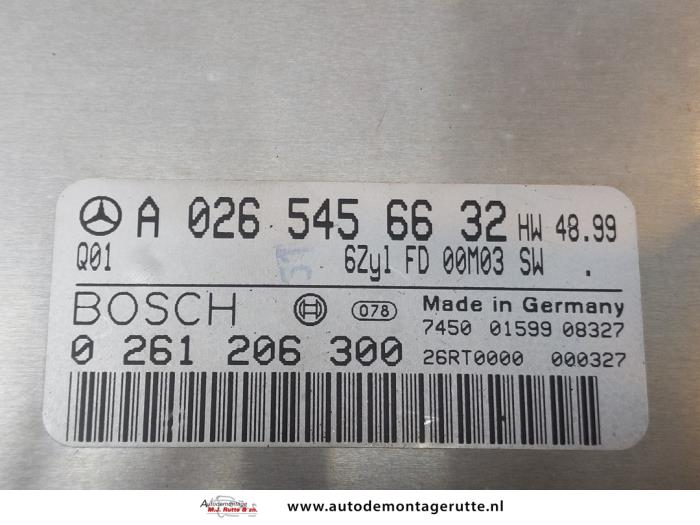 A 026 545 66 32 HW 48.99
Q01 51 6Zyl FD 00M03 SW .
BOSCH 078 Made in Germany
7450 01599 08327
0 261 206 300 26RT0000 000327
Autodemontage
M.J. Rutte & zn.
www.autodemontagerutte.nl